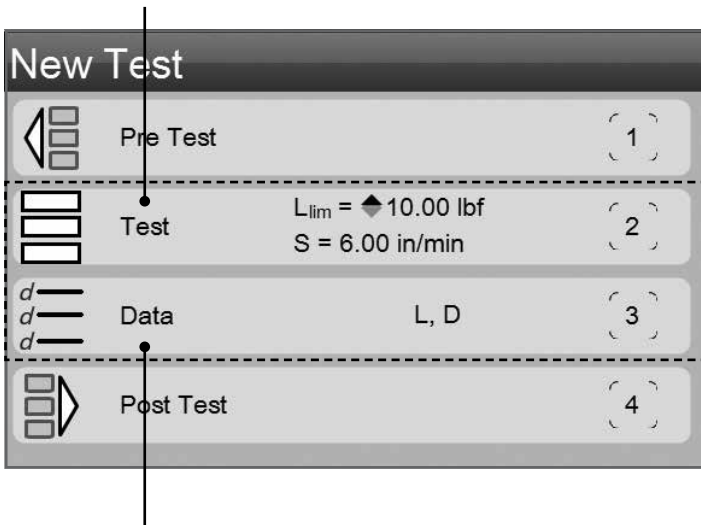 New Test
Pre Test 1
Test L_lim = 10.00 lbf 2
S = 6.00 in/min
d
d Data L, D 3
d
Post Test 4